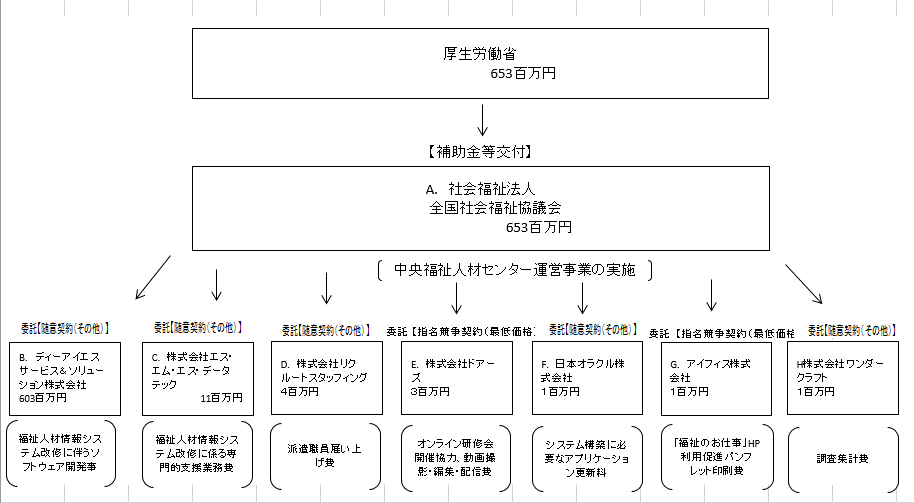 厚生労働省
653百万円
【補助金等交付】
A. 社会福祉法人
全国社会福祉協議会
653百万円
中央福祉人材センター運営事業の実施
委託【随意契約(その他)】
B. ディーアイエス
サービス&ソリュー
ション株式会社
603百万円
福祉人材情報シス
テム改修に伴うソ
フトウェア開発事
委託【随意契約(その他)】
C. 株式会社エス・
エム・エス・データ
テック
11百万円
福祉人材情報シス
テム改修に係る専
門的支援業務費
委託【随意契約(その他)】
D. 株式会社リク
ルートスタッフィング
4百万円
派遣職員雇い上
げ費
委託【指名競争契約(最低価格
E. 株式会社ドアーズ
3百万円
オンライン研修会
開催協力、動画撮
影・編集・配信費
委託【随意契約(その他)】
F. 日本オラクル株
式会社
1百万円
システム構築に必
要なアプリケーショ
ン更新料
委託【指名競争契約(最低価格
G. アイフィス株式
会社
1百万円
「福祉のお仕事」HP
利用促進パンフ
レット印刷費
委託【随意契約(その他)】
H株式会社ワンダー
クラフト
1百万円
調査集計費